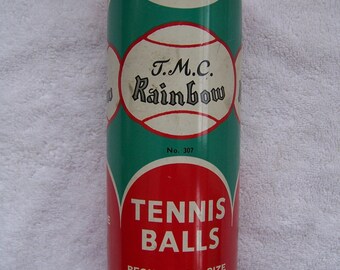 T.M.C.
Rainbow
No. 307
TENNIS
BALLS